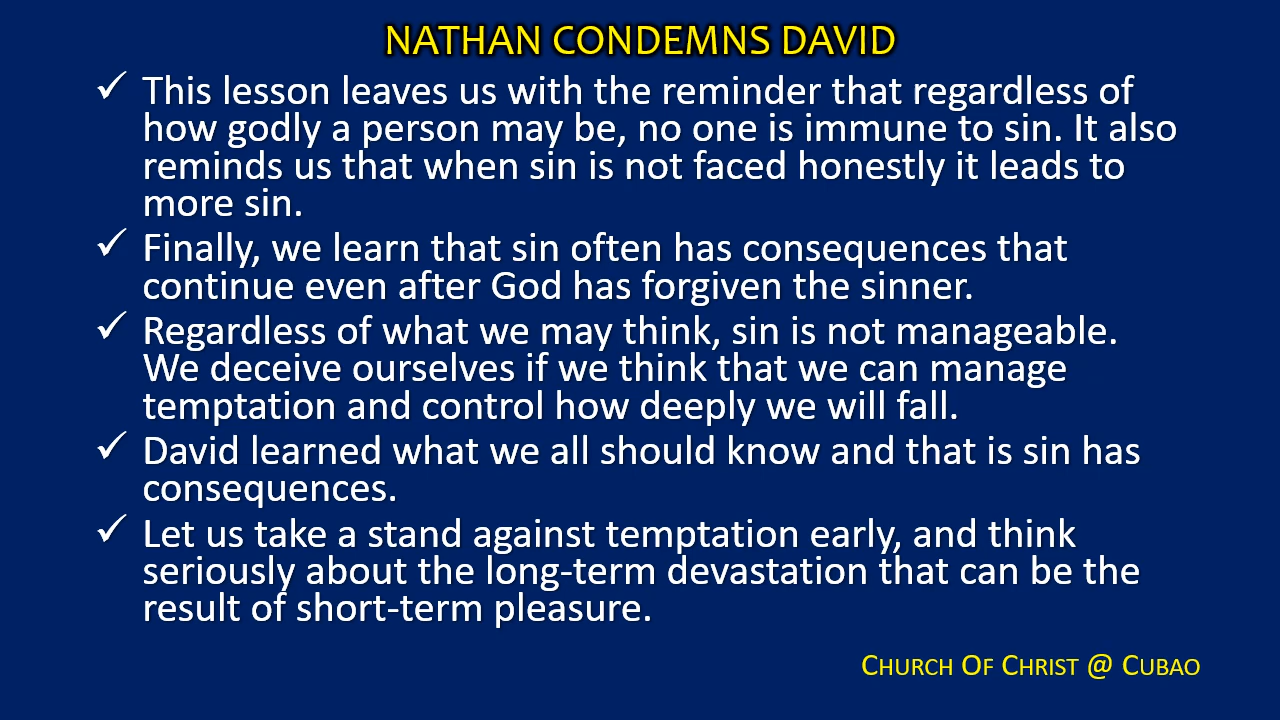 NATHAN CONDEMNS DAVID
✓ This lesson leaves us with the reminder that regardless of
how godly a person may be, no one is immune to sin. It also
reminds us that when sin is not faced honestly it leads to
more sin.
✓ Finally, we learn that sin often has consequences that
continue even after God has forgiven the sinner.
✓ Regardless of what we may think, sin is not manageable.
We deceive ourselves if we think that we can manage
temptation and control how deeply we will fall.
✓ David learned what we all should know and that is sin has
consequences.
✓ Let us take a stand against temptation early, and think
seriously about the long-term devastation that can be the
result of short-term pleasure.
CHURCH OF CHRIST @ CUBAO